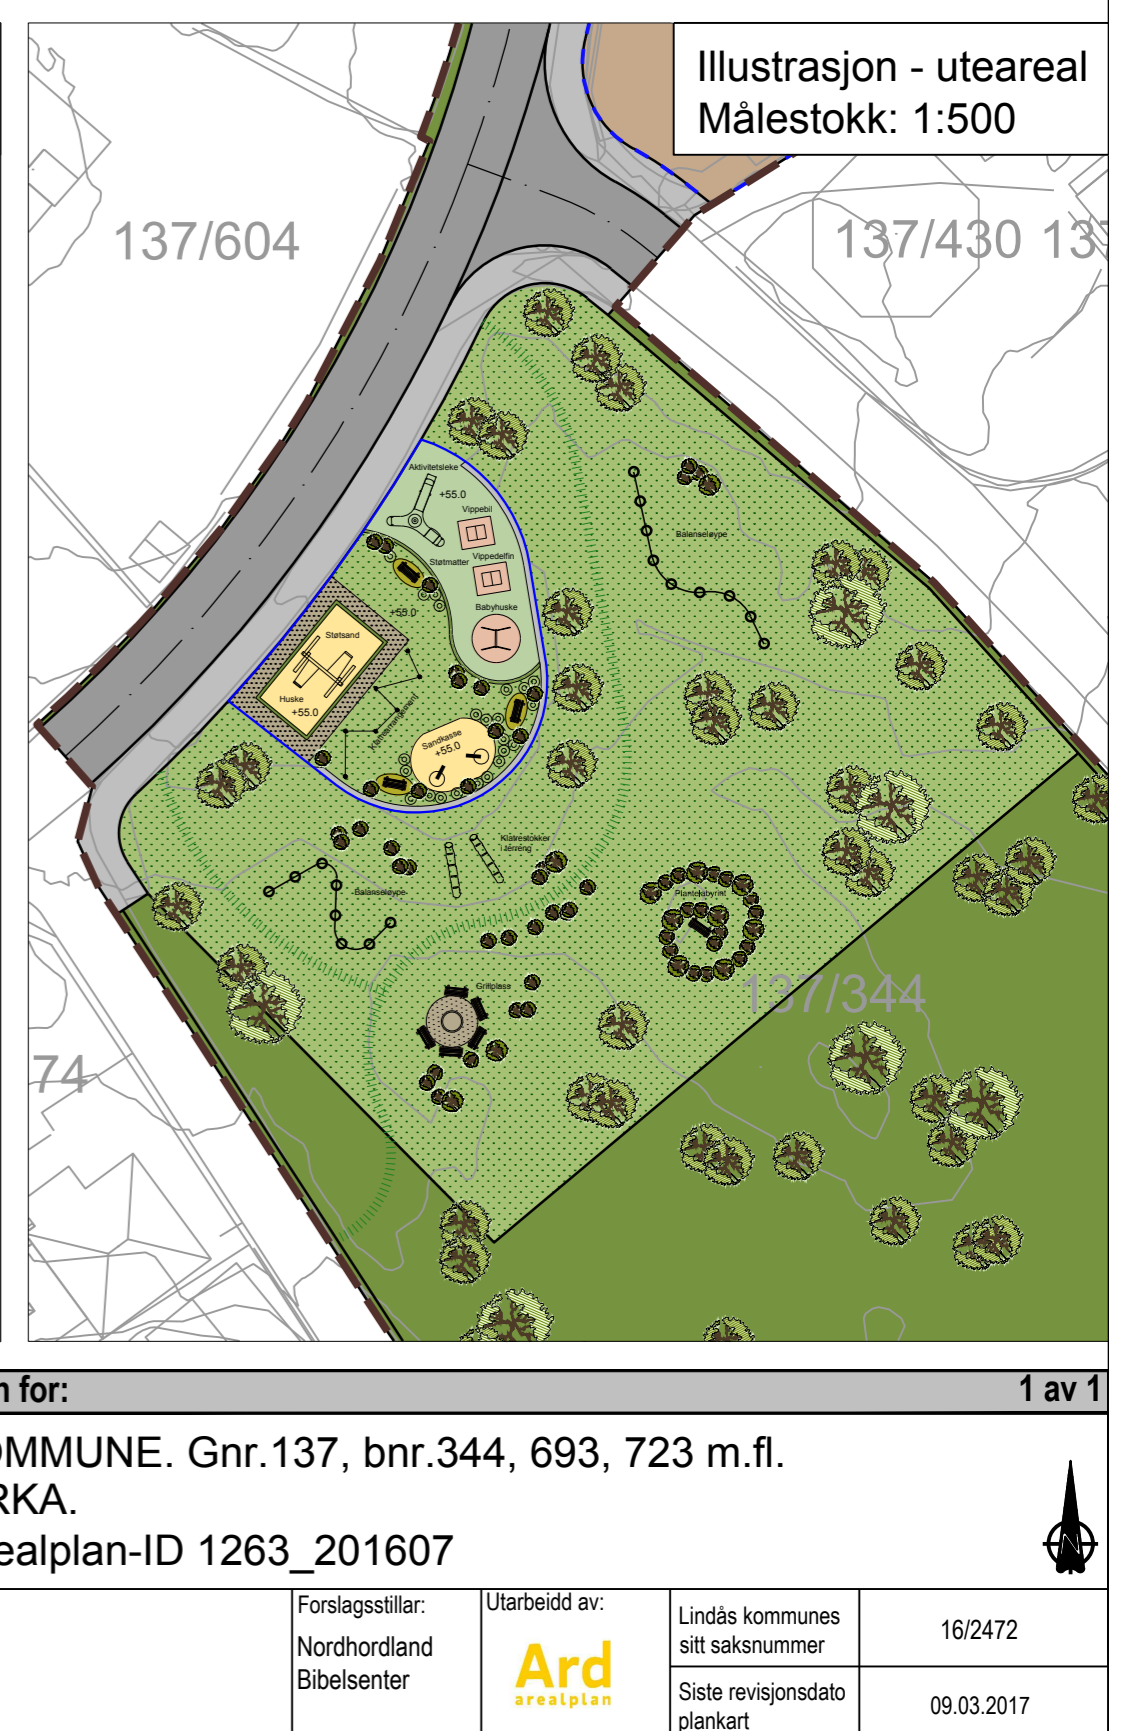 Illustrasjon - uteareal
Målestokk: 1:500
137/604
137/430 13
Aktivitetsleke
+55.0
Vippebil
Balanseløype
Støtmatter
Vippedelfin
+55.0
Babyhuske
Støtsand
Huske
+55.0
Klatrearrangement
Sandkasse
+55.0
Klatrestokker
i terreng
Balanseløype
Plantelabyrint
Grillplass
137/344
74
n for:
1 av 1
OMMUNE. Gnr.137, bnr.344, 693, 723 m.fl.
RKA.
ealplan-ID 1263_201607
N
Forslagsstillar:
Nordhordland
Bibelsenter
Utarbeidd av:
Ard
arealplan
Lindås kommunes
sitt saksnummer
16/2472
Siste revisjonsdato
plankart
09.03.2017